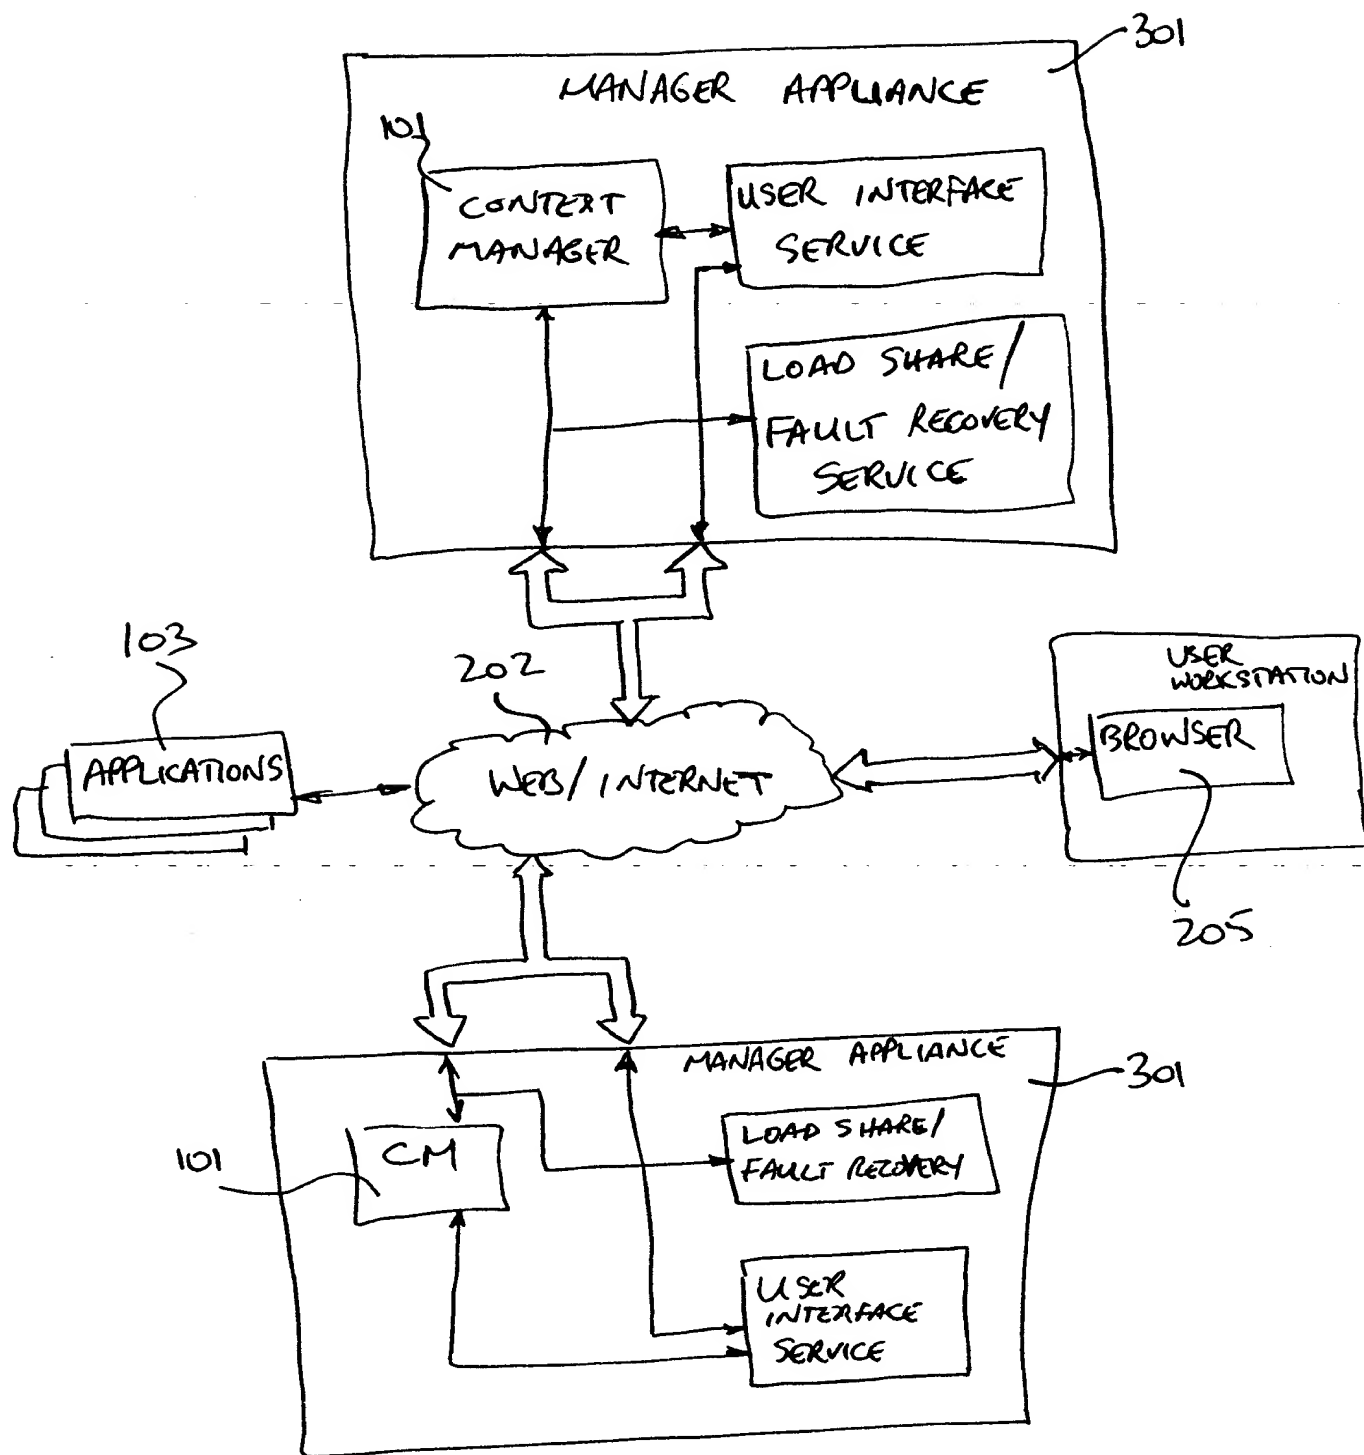 301
MANAGER APPLIANCE
101
CONTEXT
MANAGER
USER INTERFACE
SERVICE
LOAD SHARE/
FAULT RECOVERY
SERVICE
103
202
APPLICATIONS
WEB/INTERNET
USER
WORKSTATION
BROWSER
205
MANAGER APPLIANCE
301
101
CM
LOAD SHARE/
FAULT RECOVERY
USER
INTERFACE
SERVICE